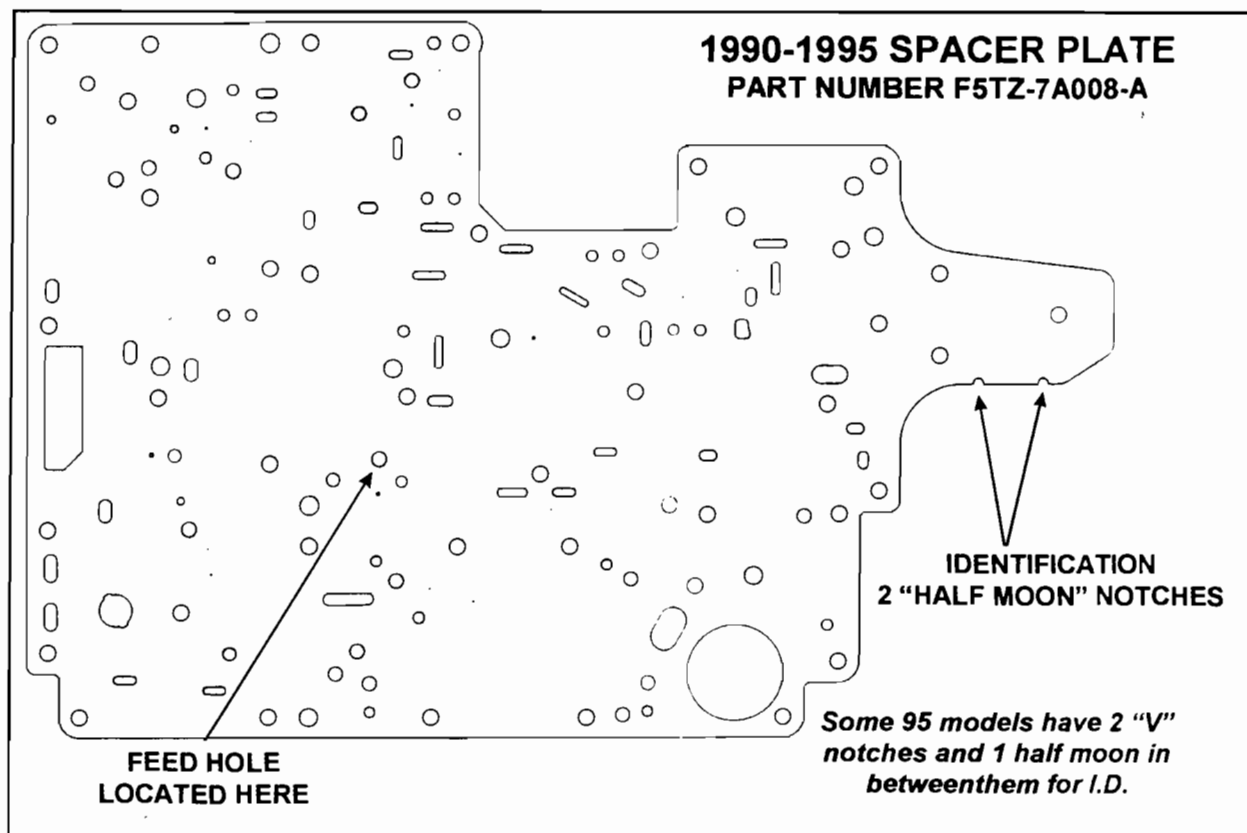 1990-1995 SPACER PLATE
PART NUMBER F5TZ-7A008-A
IDENTIFICATION
2 “HALF MOON” NOTCHES
Some 95 models have 2 “V”
notches and 1 half moon in
betweenthem for I.D.
FEED HOLE
LOCATED HERE